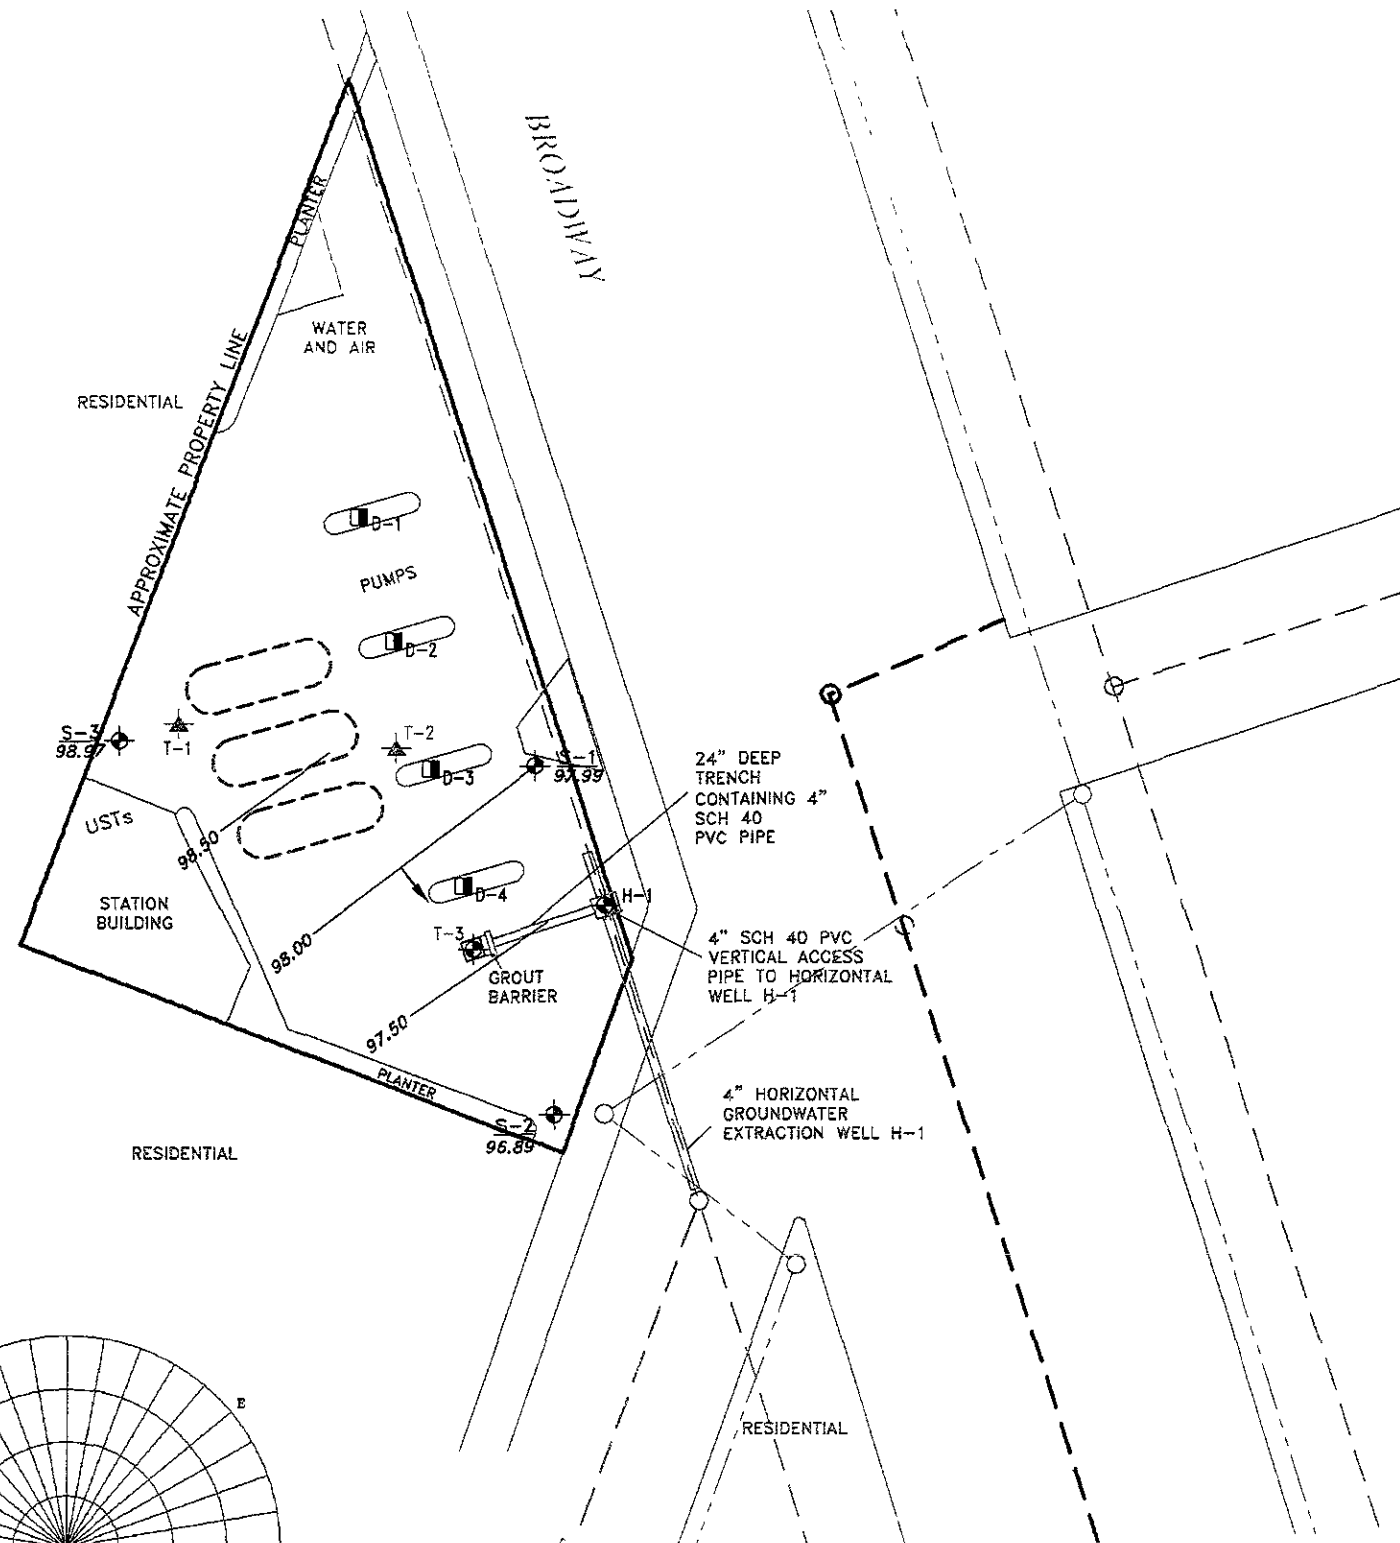 BROADWAY
PLANTER
WATER
AND AIR
APPROXIMATE PROPERTY LINE
RESIDENTIAL
D-1
PUMPS
D-2
S-3
98.97
T-1
T-2
D-3
S-1
97.99
24" DEEP
TRENCH
CONTAINING 4"
SCH 40
PVC PIPE
USTs
98.50
STATION
BUILDING
D-4
H-1
T-3
98.00
GROUT
BARRIER
4" SCH 40 PVC
VERTICAL ACCESS
PIPE TO HORIZONTAL
WELL H-1
97.50
PLANTER
4" HORIZONTAL
GROUNDWATER
EXTRACTION WELL H-1
S-2
96.89
RESIDENTIAL
E
RESIDENTIAL